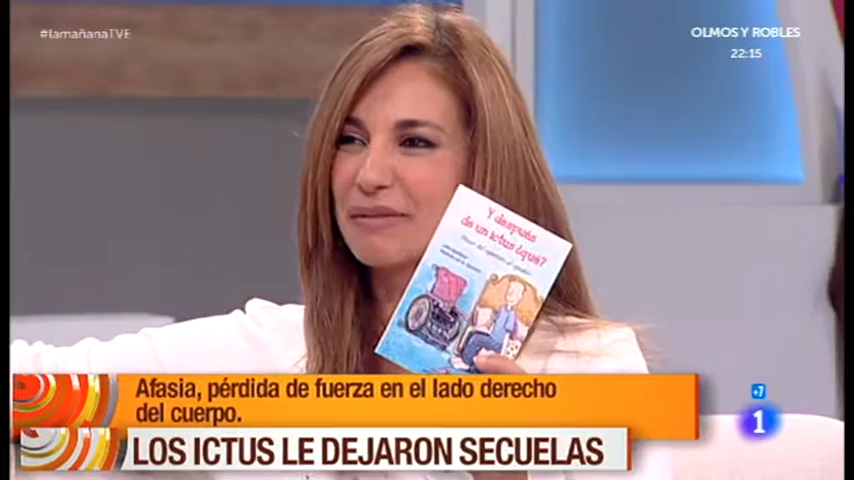 #lamañanaTVE
OLMOS Y ROBLES
22:15
Y después
de un ictus ¿qué?
Afasia, pérdida de fuerza en el lado derecho
del cuerpo.
LOS ICTUS LE DEJARON SECUELAS
+7
1